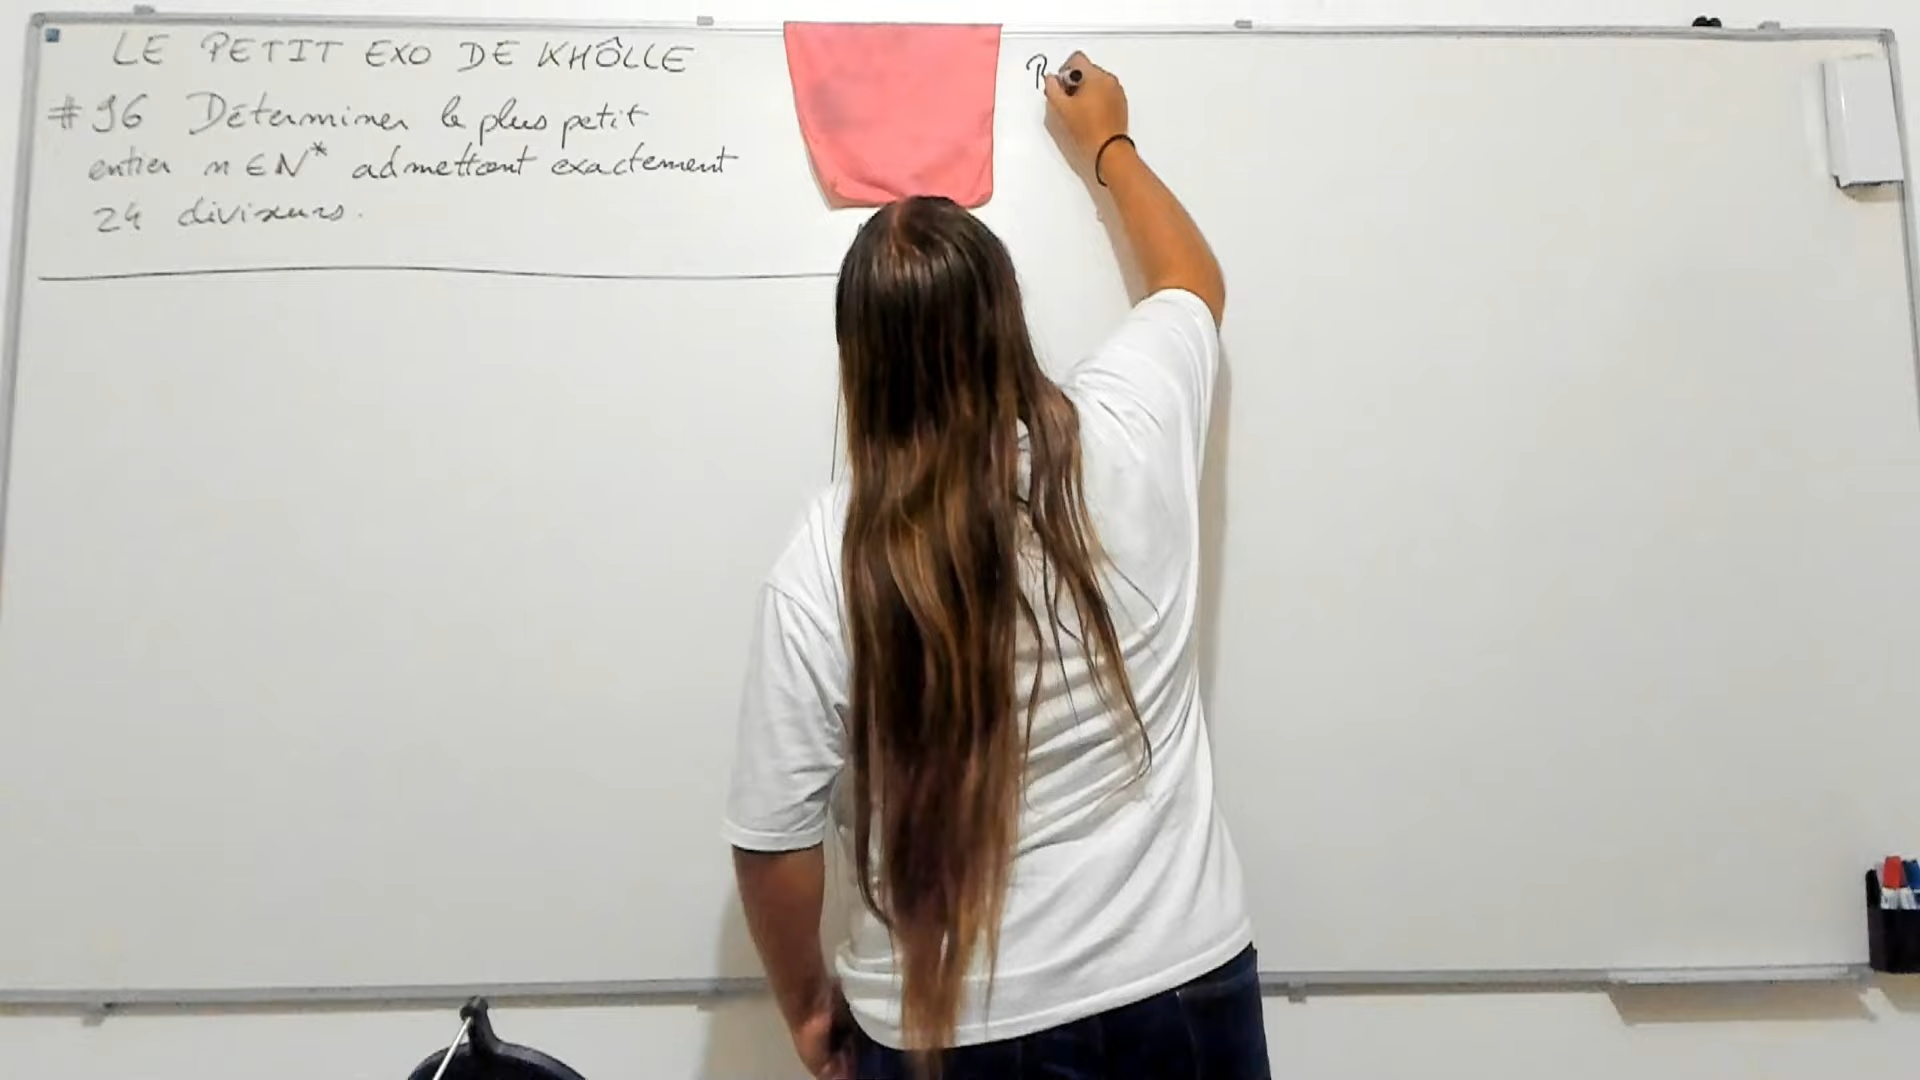 LE PETIT EXO DE KHÔLLE
#96 Déterminer le plus petit
entier n ∈ N* admettant exactement
24 diviseurs.
R